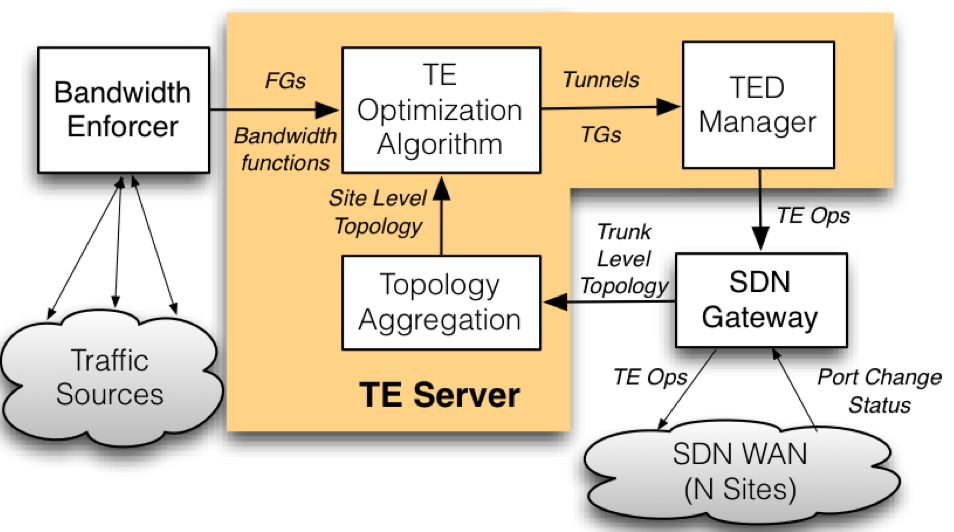 Bandwidth
Enforcer
FGs
Bandwidth
functions
TE
Optimization
Algorithm
Tunnels
TGs
TED
Manager
Site Level
Topology
TE Ops
Trunk
Level
Topology
Topology
Aggregation
SDN
Gateway
Traffic
Sources
TE Server
TE Ops
Port Change
Status
SDN WAN
(N Sites)